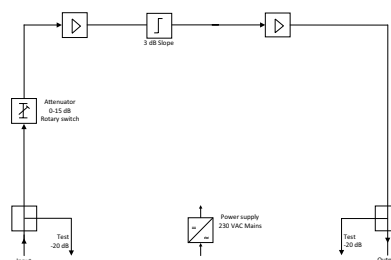 3 dB Slope
Attenuator
0-15 dB
Rotary switch
Power supply
230 VAC Mains
Test
-20 dB
Test
-20 dB